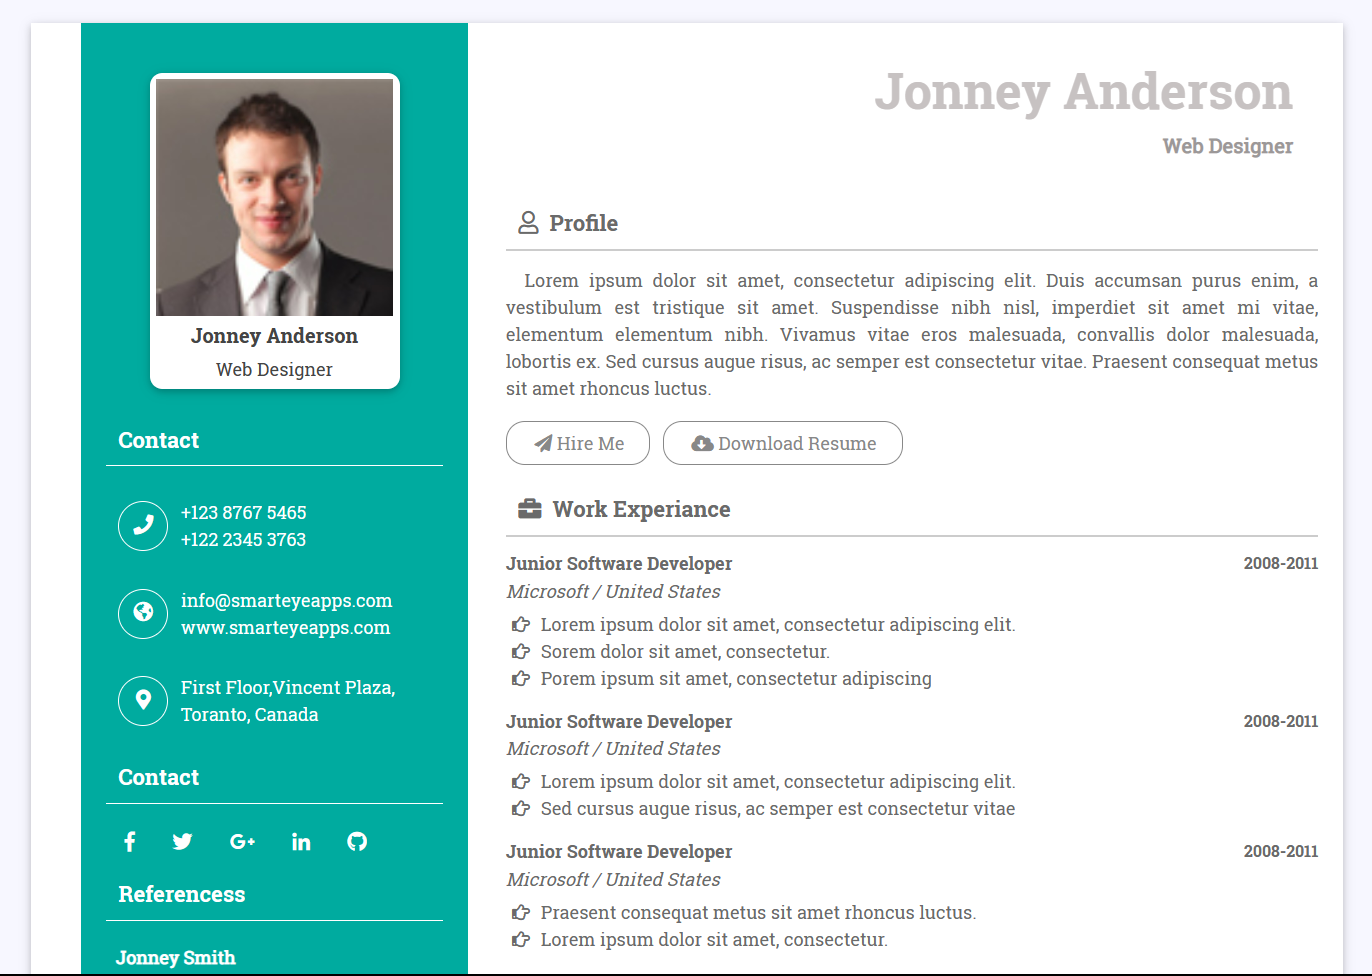 Jonney Anderson
Web Designer
Contact
+123 8767 5465
+122 2345 3763
info@smarteyeapps.com
www.smarteyeapps.com
First Floor,Vincent Plaza,
Toranto, Canada
Contact
Referencess
Jonney Smith
Jonney Anderson
Web Designer
Profile
Lorem ipsum dolor sit amet, consectetur adipiscing elit. Duis accumsan purus enim, a
vestibulum est tristique sit amet. Suspendisse nibh nisl, imperdiet sit amet mi vitae,
elementum elementum nibh. Vivamus vitae eros malesuada, convallis dolor malesuada,
lobortis ex. Sed cursus augue risus, ac semper est consectetur vitae. Praesent consequat metus
sit amet rhoncus luctus.
Hire Me Download Resume
Work Experiance
Junior Software Developer 2008-2011
Microsoft / United States
Lorem ipsum dolor sit amet, consectetur adipiscing elit.
Sorem dolor sit amet, consectetur.
Porem ipsum sit amet, consectetur adipiscing
Junior Software Developer 2008-2011
Microsoft / United States
Lorem ipsum dolor sit amet, consectetur adipiscing elit.
Sed cursus augue risus, ac semper est consectetur vitae
Junior Software Developer 2008-2011
Microsoft / United States
Praesent consequat metus sit amet rhoncus luctus.
Lorem ipsum dolor sit amet, consectetur.